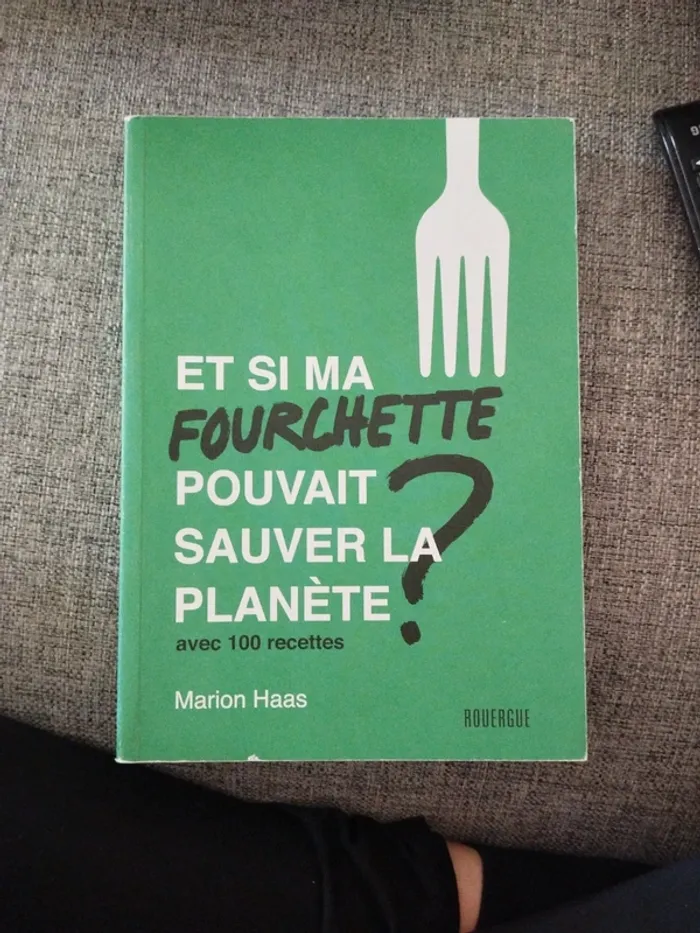 ET SI MA
FOURCHETTE
POUVAIT
SAUVER LA
PLANÈTE ?
avec 100 recettes
Marion Haas
ROUERGUE